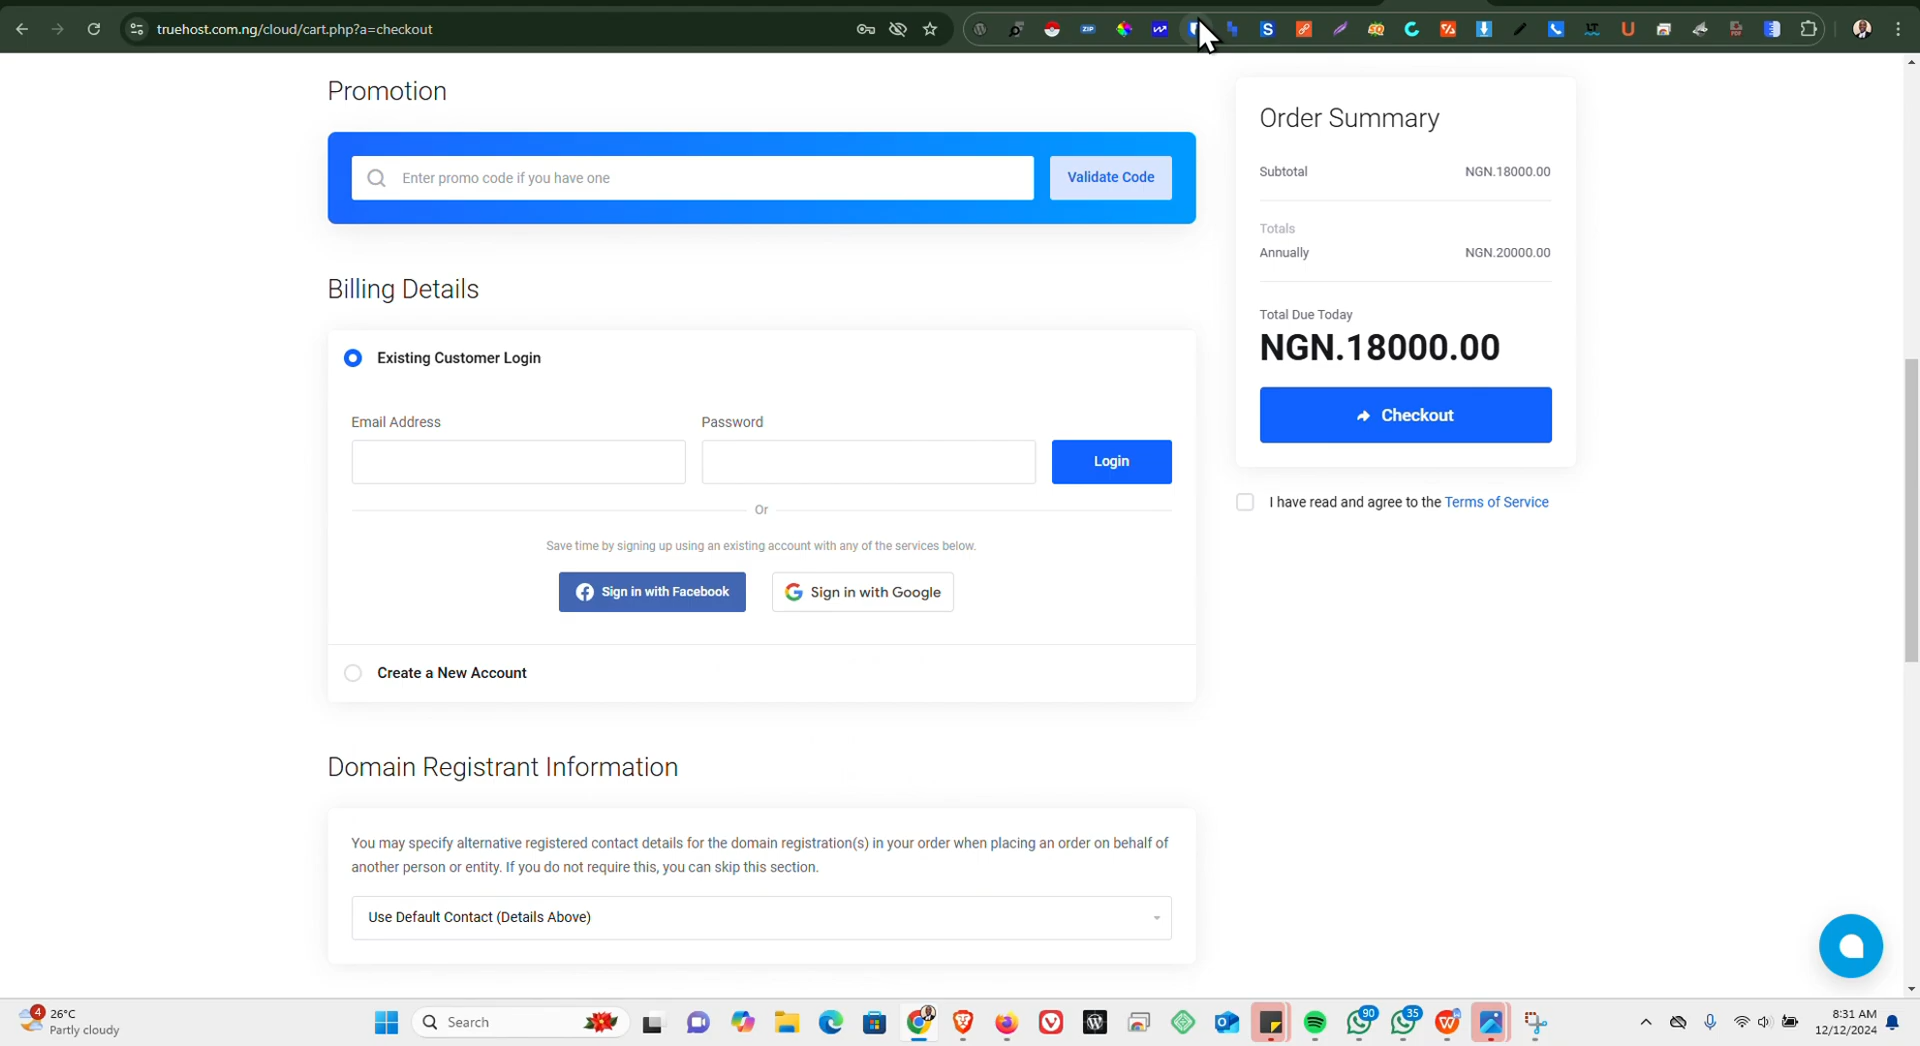 truehost.com.ng/cloud/cart.php?a=checkout
Promotion
Enter promo code if you have one
Validate Code
Billing Details
Existing Customer Login
Email Address
Password
Login
Or
Save time by signing up using an existing account with any of the services below.
Sign in with Facebook
Sign in with Google
Create a New Account
Domain Registrant Information
You may specify alternative registered contact details for the domain registration(s) in your order when placing an order on behalf of
another person or entity. If you do not require this, you can skip this section.
Use Default Contact (Details Above)
Order Summary
Subtotal NGN.18000.00
Totals
Annually NGN.20000.00
Total Due Today
NGN.18000.00
Checkout
I have read and agree to the Terms of Service
4
26°C
Partly cloudy
Search
90
35
8:31 AM
12/12/2024